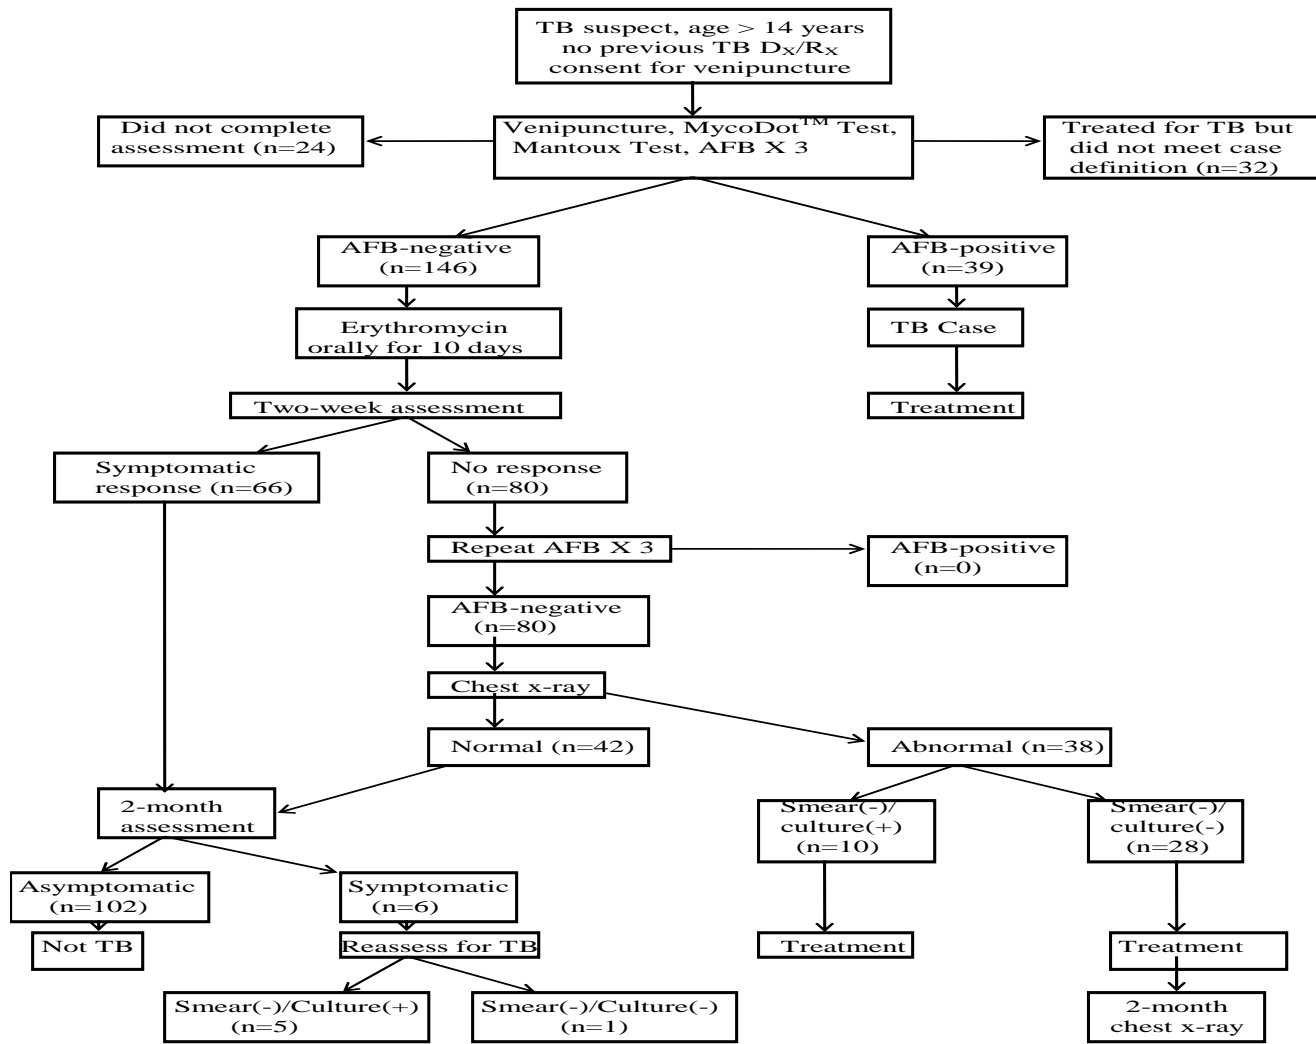 TB suspect, age > 14 years
no previous TB Dx/Rx
consent for venipuncture
Did not complete
assessment (n=24)
Venipuncture, MycoDot™ Test,
Mantoux Test, AFB X 3
Treated for TB but
did not meet case
definition (n=32)
AFB-negative
(n=146)
AFB-positive
(n=39)
Erythromycin
orally for 10 days
TB Case
Two-week assessment
Treatment
Symptomatic
response (n=66)
No response
(n=80)
Repeat AFB X 3
AFB-positive
(n=0)
AFB-negative
(n=80)
Chest x-ray
Normal (n=42)
Abnormal (n=38)
2-month
assessment
Smear(-)/
culture(+)
(n=10)
Smear(-)/
culture(-)
(n=28)
Asymptomatic
(n=102)
Symptomatic
(n=6)
Not TB
Reassess for TB
Treatment
Treatment
Smear(-)/Culture(+)
(n=5)
Smear(-)/Culture(-)
(n=1)
2-month
chest x-ray